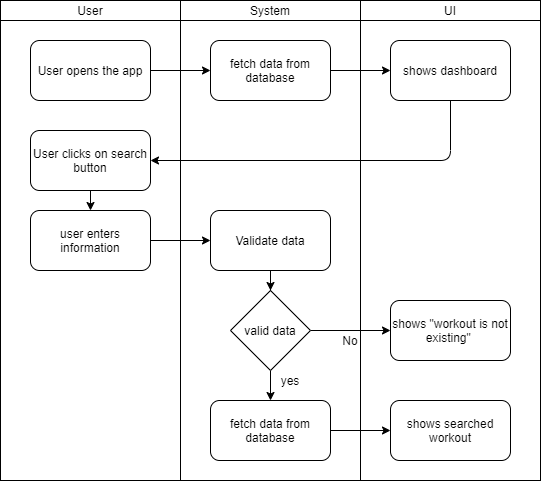 User
System
UI
User opens the app
fetch data from
database
shows dashboard
User clicks on search
button
user enters
information
Validate data
valid data
No
shows "workout is not
existing"
yes
fetch data from
database
shows searched
workout